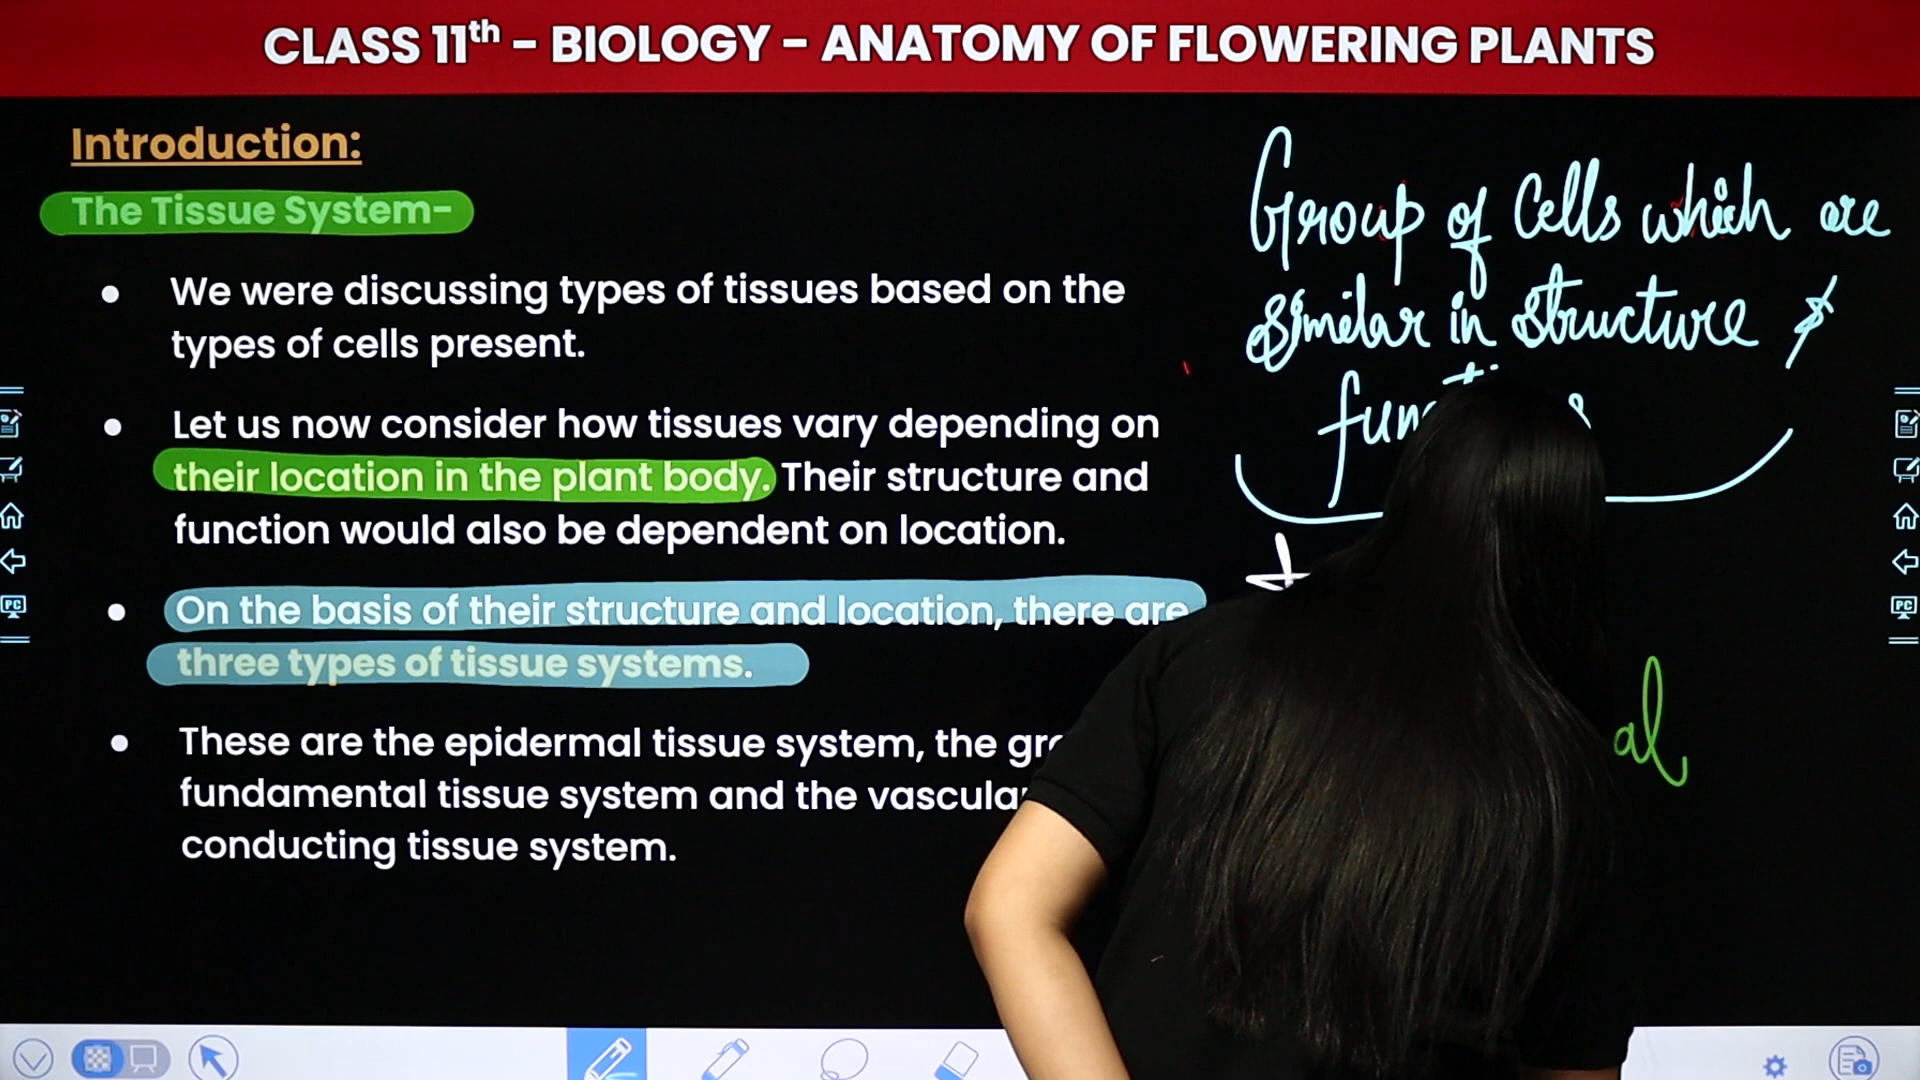 CLASS 11th - BIOLOGY - ANATOMY OF FLOWERING PLANTS
Introduction:
The Tissue System-
• We were discussing types of tissues based on the
types of cells present.
• Let us now consider how tissues vary depending on
their location in the plant body. Their structure and
function would also be dependent on location.
• On the basis of their structure and location, there are
three types of tissue systems.
• These are the epidermal tissue system, the
fundamental tissue system and the vascular
conducting tissue system.
Group of Cells which are
similar in structure &
PC
PC